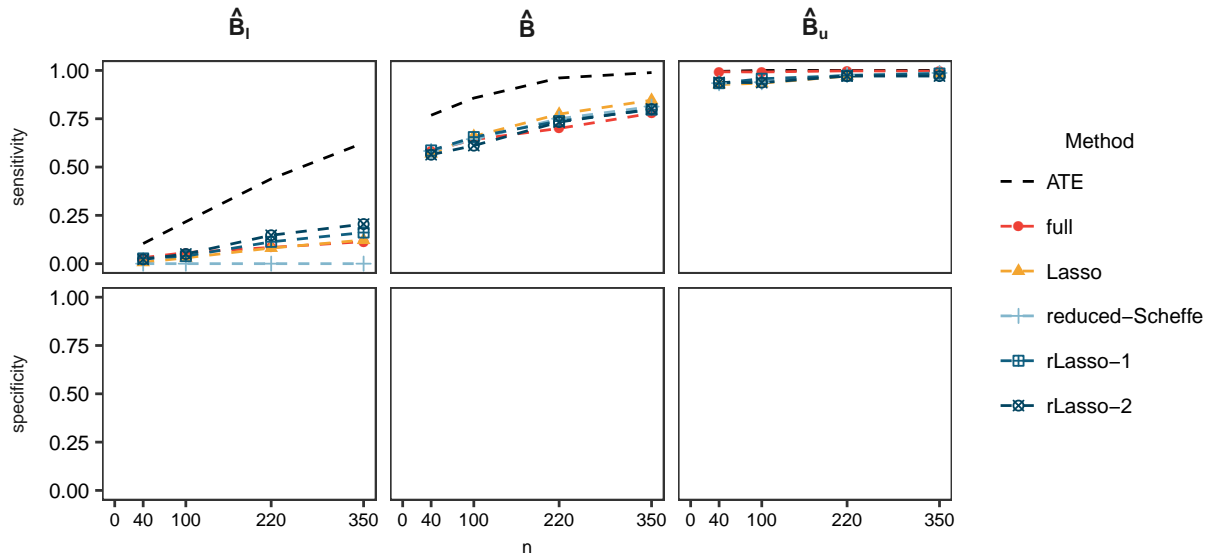 B̂l B̂ B̂u
1.00
0.75
0.50
0.25
0.00
sensitivity
1.00
0.75
0.50
0.25
0.00
specificity
0 40 100 220 350 0 40 100 220 350 0 40 100 220 350
n
Method
ATE
full
Lasso
reduced−Scheffe
rLasso−1
rLasso−2